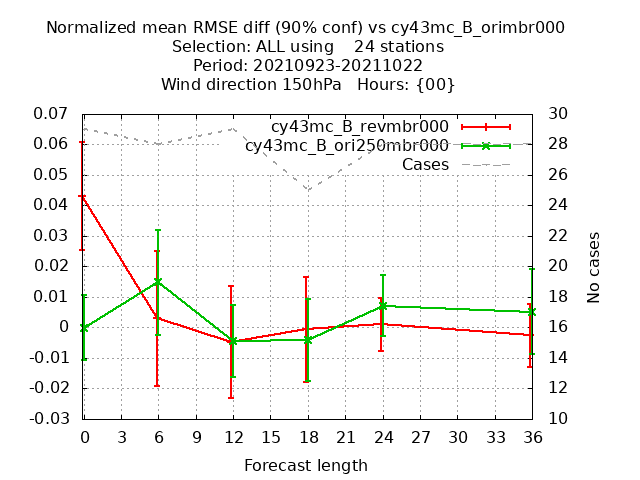 Normalized mean RMSE diff (90% conf) vs cy43mc_B_orimbr000
Selection: ALL using    24 stations
Period: 20210923-20211022
Wind direction 150hPa   Hours: {00}
cy43mc_B_revmbr000
cy43mc_B_ori250mbr000
Cases
0.07
0.06
0.05
0.04
0.03
0.02
0.01
0
-0.01
-0.02
-0.03
30
28
26
24
22
20
18
16
14
12
10
No cases
0 3 6 9 12 15 18 21 24 27 30 33 36
Forecast length